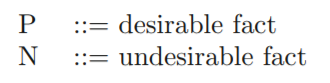 P ::= desirable fact
N ::= undesirable fact